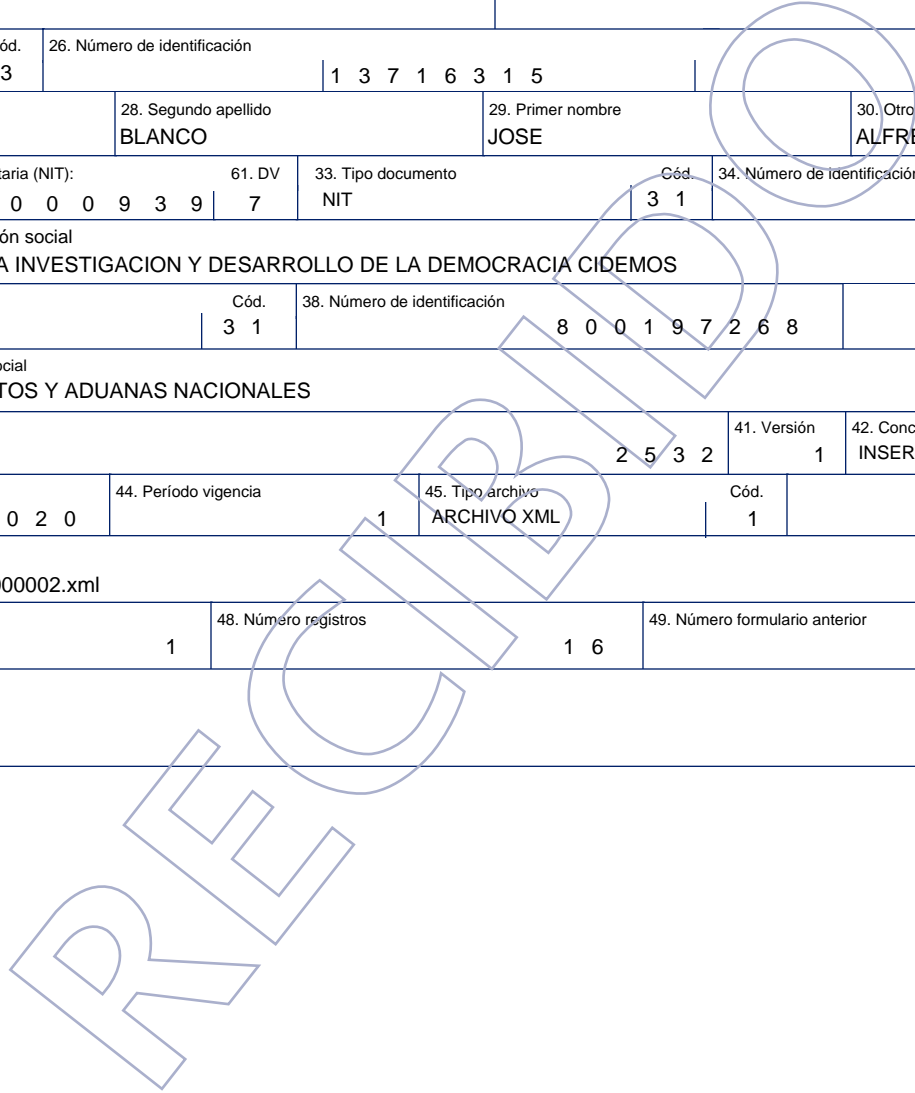 ód. 26. Número de identificación
3 1 3 7 1 6 3 1 5
28. Segundo apellido 29. Primer nombre 30. Otro
BLANCO JOSE ALFRE
taria (NIT): 61. DV 33. Tipo documento Cód. 34. Número de identificación
0 0 0 9 3 9 7 NIT 3 1
ón social
A INVESTIGACION Y DESARROLLO DE LA DEMOCRACIA CIDEMOS
Cód. 38. Número de identificación
3 1 8 0 0 1 9 7 2 6 8
ocial
TOS Y ADUANAS NACIONALES
41. Versión 42. Conc
2 5 3 2 1 INSER
44. Período vigencia 45. Tipo archivo Cód.
0 2 0 1 ARCHIVO XML 1
000002.xml
48. Número registros 49. Número formulario anterior
1 1 6
RECIBIDO